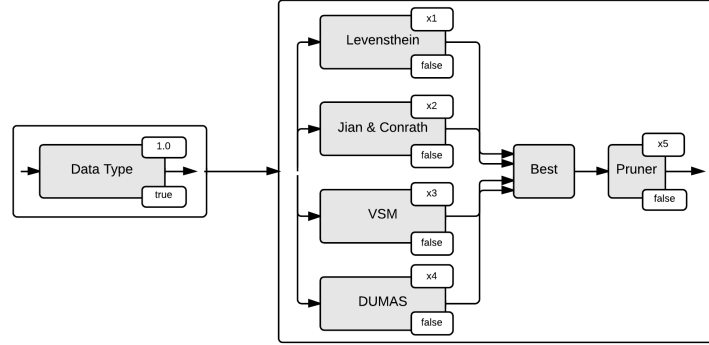 x1
Levensthein
false
x2
Jian & Conrath
false
1.0
Data Type
true
x3
VSM
false
x4
DUMAS
false
Best
x5
Pruner
false